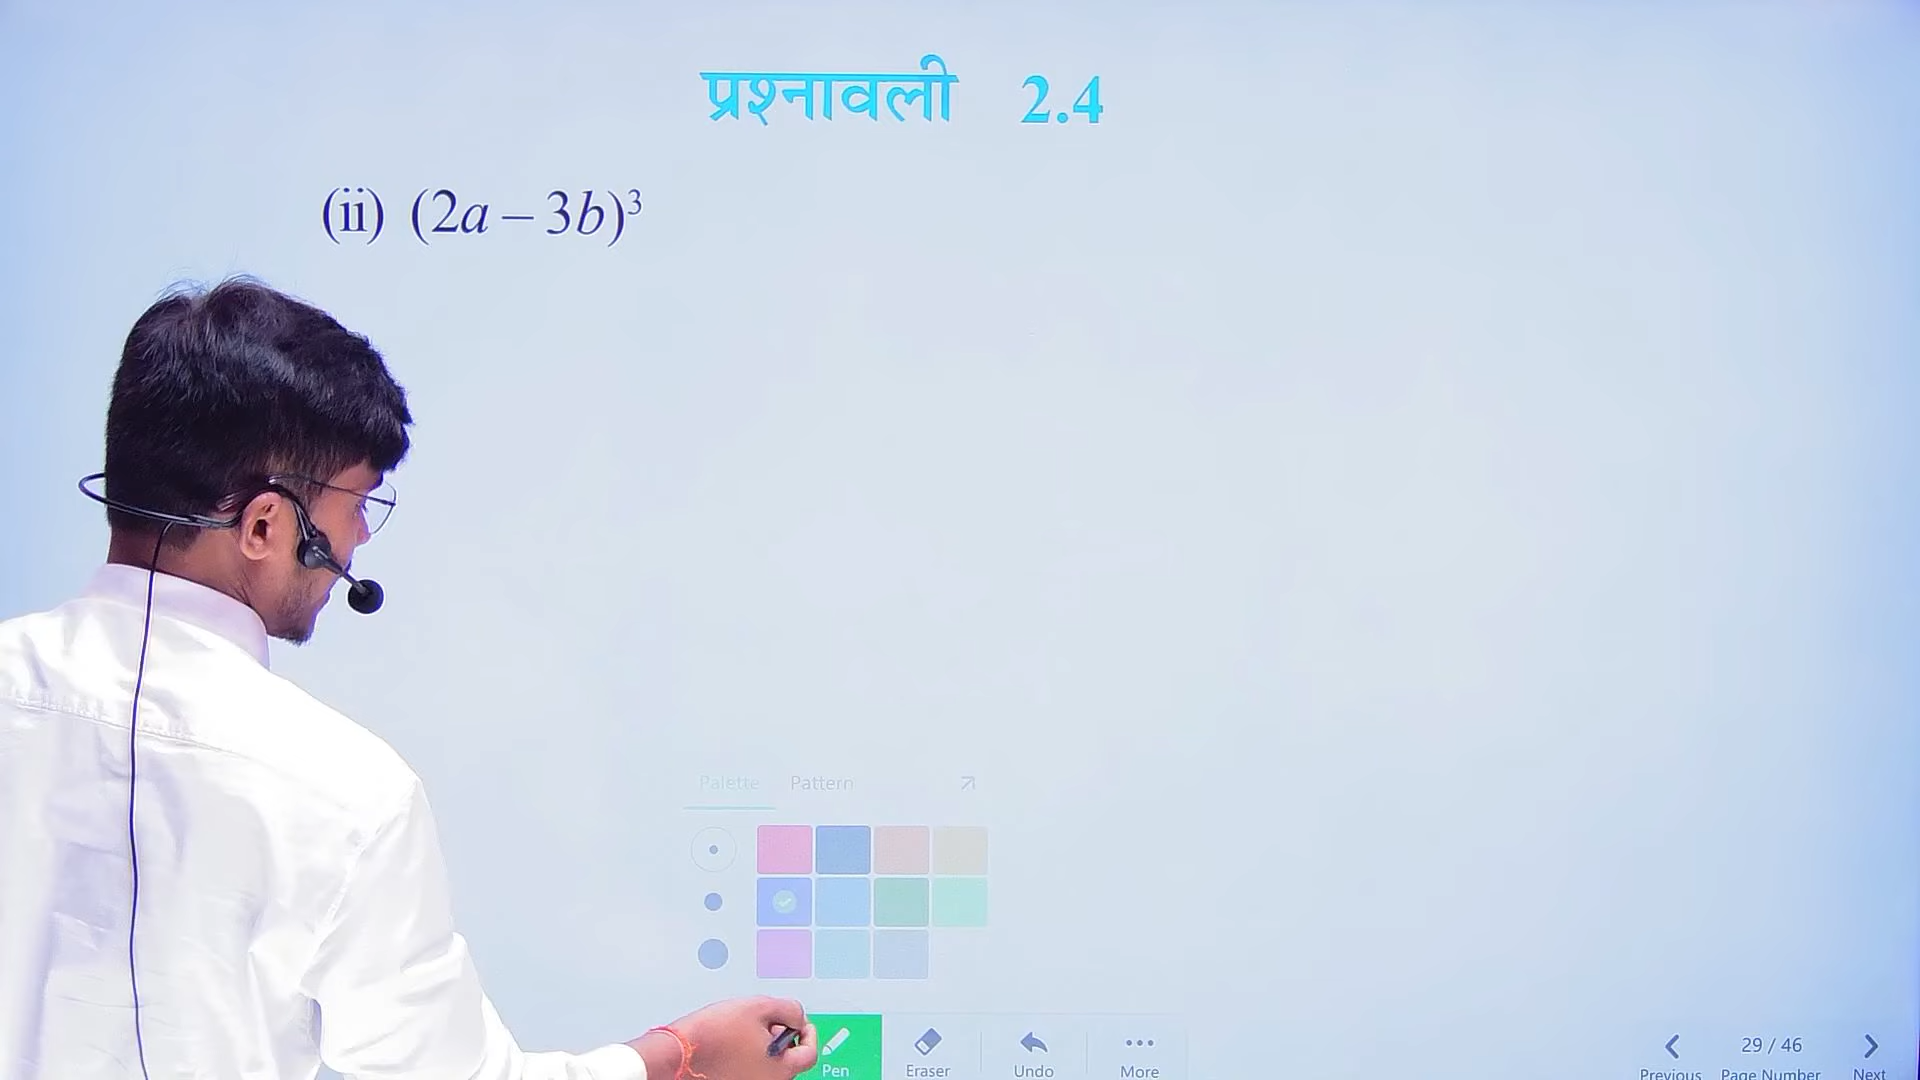 प्रश्नावली 2.4
(ii) (2a – 3b)³
Palette Pattern
Pen Eraser Undo More
29 / 46
Previous Page Number Next